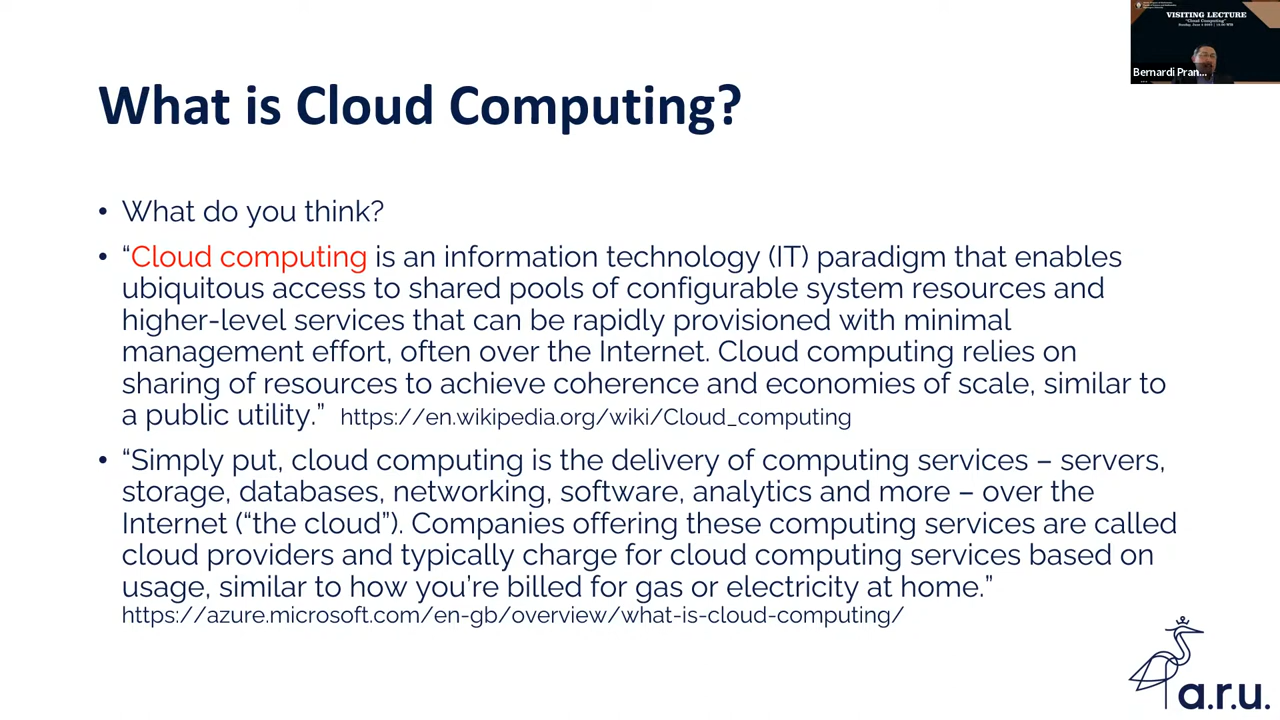 VISITING LECTURE
"Cloud Computing"
Bernardi Pran...
What is Cloud Computing?
• What do you think?
• “Cloud computing is an information technology (IT) paradigm that enables
ubiquitous access to shared pools of configurable system resources and
higher-level services that can be rapidly provisioned with minimal
management effort, often over the Internet. Cloud computing relies on
sharing of resources to achieve coherence and economies of scale, similar to
a public utility.” https://en.wikipedia.org/wiki/Cloud_computing
• “Simply put, cloud computing is the delivery of computing services – servers,
storage, databases, networking, software, analytics and more – over the
Internet (“the cloud”). Companies offering these computing services are called
cloud providers and typically charge for cloud computing services based on
usage, similar to how you’re billed for gas or electricity at home.”
https://azure.microsoft.com/en-gb/overview/what-is-cloud-computing/
a.r.u.